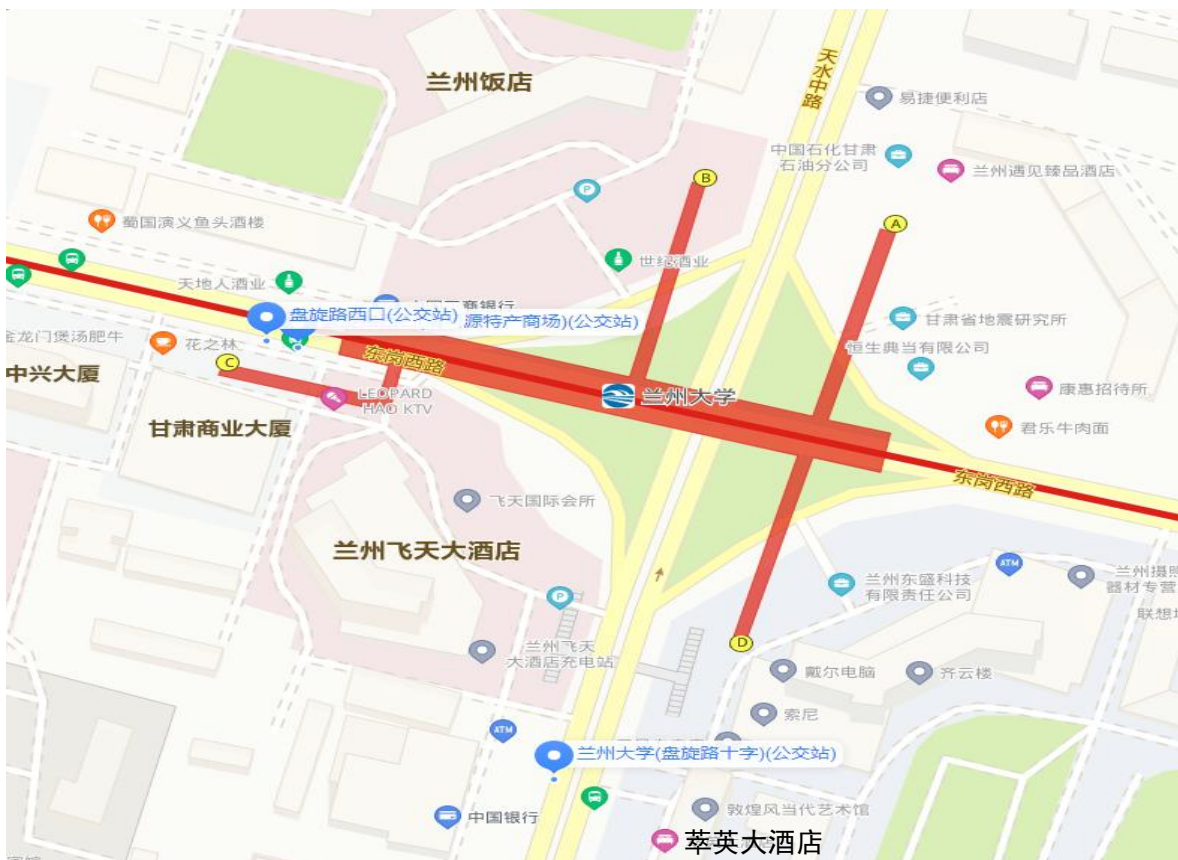 兰州饭店
天水中路
易捷便利店
中国石化甘肃
石油分公司
兰州遇见臻品酒店
B
P
A
蜀国演义鱼头酒楼
世纪酒业
天地人酒业
盘旋路西口(公交站)
源特产商场)(公交站)
甘肃省地震研究所
恒生典当有限公司
金龙门煲汤肥牛
花之林
东岗西路
C
中兴大厦
LEOPARD
HAO KTV
兰州大学
康惠招待所
甘肃商业大厦
君乐牛肉面
东岗西路
飞天国际会所
兰州飞天大酒店
ATM
兰州东盛科技
有限责任公司
兰州摄照
器材专营
联想
P
兰州飞天
大酒店充电站
D
戴尔电脑
齐云楼
索尼
ATM
兰州大学(盘旋路十字)(公交站)
中国银行
敦煌风当代艺术馆
萃英大酒店